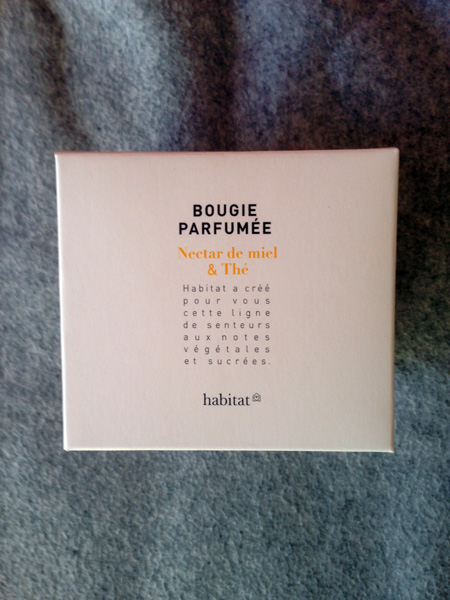 BOUGIE
PARFUMÉE
Nectar de miel
& Thé
Habitat a créé
pour vous
cette ligne
de senteurs
aux notes
végétales
et sucrées.
habitat